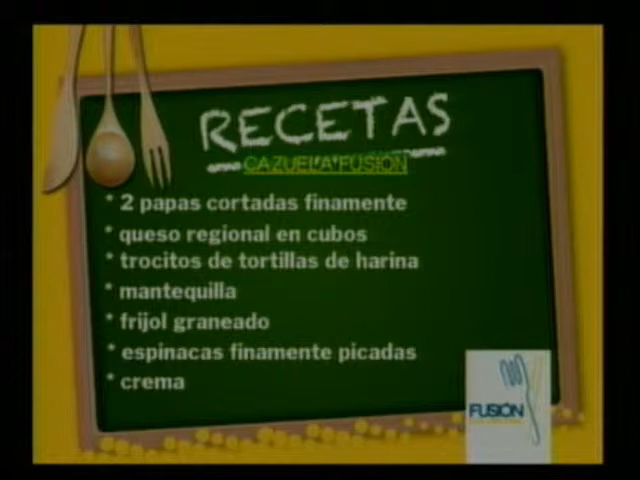 RECETAS
CAZUELA FUSIÓN
* 2 papas cortadas finamente
* queso regional en cubos
* trocitos de tortillas de harina
* mantequilla
* frijol graneado
* espinacas finamente picadas
* crema
FUSIÓN